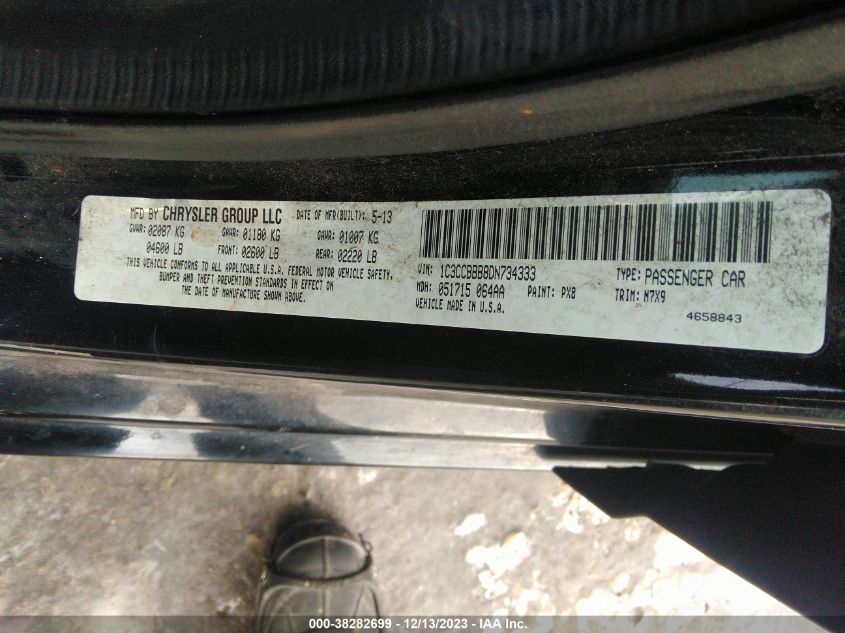 MFD BY CHRYSLER GROUP LLC DATE OF MFR(BUILT): 5-13
GVWR: 02087 KG GAWR: 01180 KG GAWR: 01007 KG
04600 LB FRONT: 02600 LB REAR: 02220 LB
THIS VEHICLE CONFORMS TO ALL APPLICABLE U.S.A. FEDERAL MOTOR VEHICLE SAFETY,
BUMPER AND THEFT PREVENTION STANDARDS IN EFFECT ON
THE DATE OF MANUFACTURE SHOWN ABOVE.
VIN: 1C3CCBBB8DN734333 TYPE: PASSENGER CAR
MDH: 051715 064AA PAINT: PX8 TRIM: N7X9
VEHICLE MADE IN U.S.A.
4658843
000-38282699 - 12/13/2023 - IAA Inc.